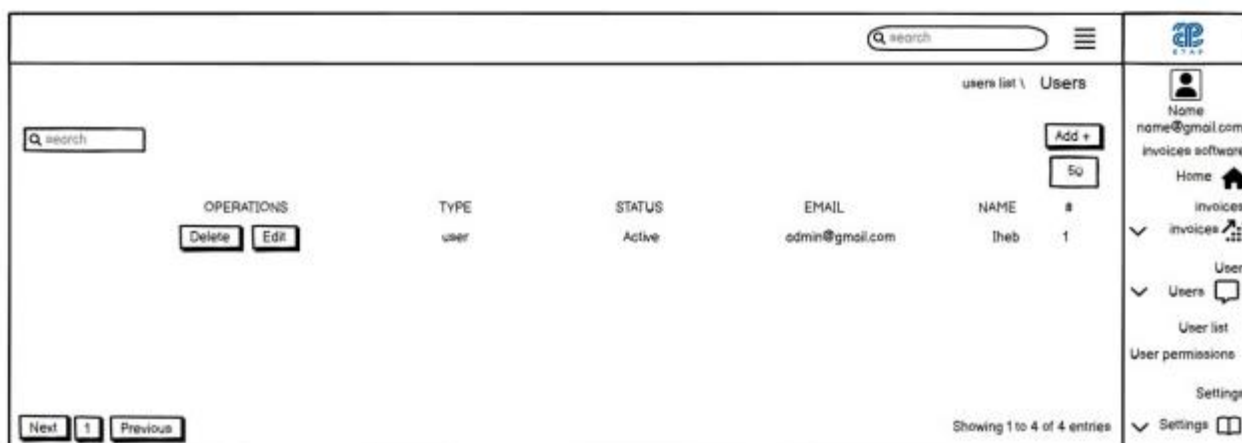 search
ETAP
users list \ Users
search
Add +
50
OPERATIONS TYPE STATUS EMAIL NAME #
Delete Edit user Active admin@gmail.com Iheb 1
Next 1 Previous Showing 1 to 4 of 4 entries
Name
name@gmail.com
invoices software
Home
invoices
invoices
User
Users
User list
User permissions
Settings
Settings